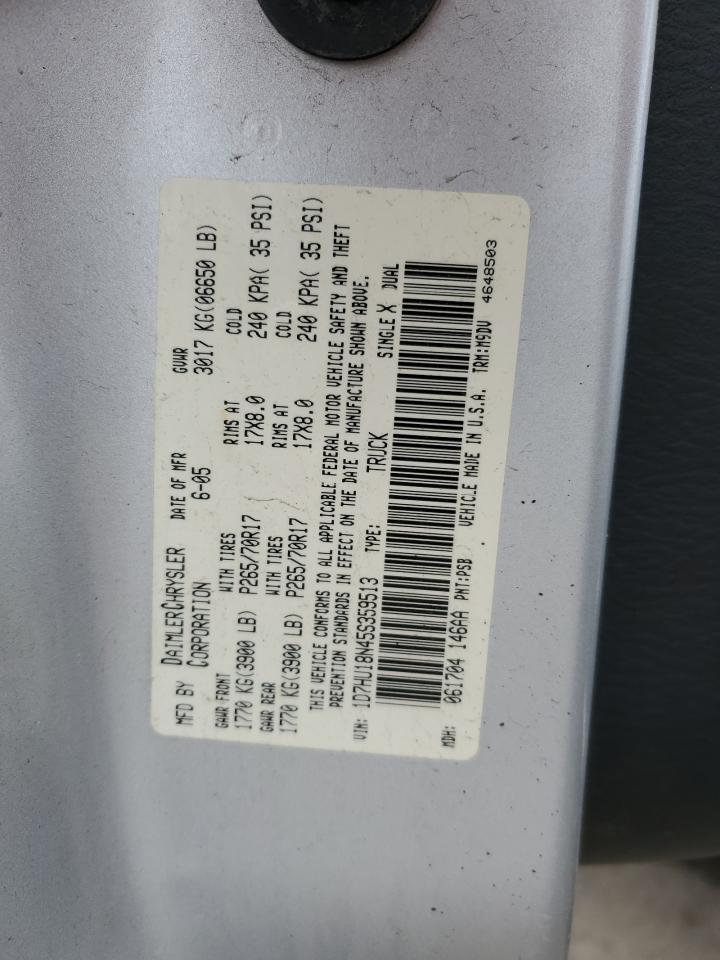 MFD BY DAIMLERCHRYSLER CORPORATION
DATE OF MFR 6-05
GVWR 3017 KG(06650 LB)
GAWR FRONT WITH TIRES RIMS AT COLD
1770 KG(3900 LB) P265/70R17 17X8.0 240 KPA( 35 PSI)
GAWR REAR WITH TIRES RIMS AT COLD
1770 KG(3900 LB) P265/70R17 17X8.0 240 KPA( 35 PSI)
THIS VEHICLE CONFORMS TO ALL APPLICABLE FEDERAL MOTOR VEHICLE SAFETY AND THEFT
PREVENTION STANDARDS IN EFFECT ON THE DATE OF MANUFACTURE SHOWN ABOVE.
VIN: 1D7HU18N45S359513 TYPE: TRUCK SINGLE X DUAL
MDH: 061704 146AA PNT:PSB VEHICLE MADE IN U.S.A. TRM:M9DV 4648503